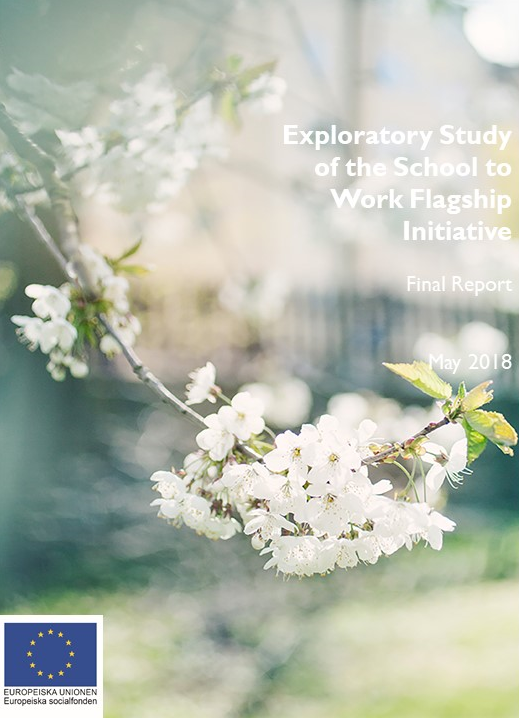 Exploratory Study
of the School to
Work Flagship
Initiative
Final Report
May 2018
EUROPEISKA UNIONEN
Europeiska socialfonden